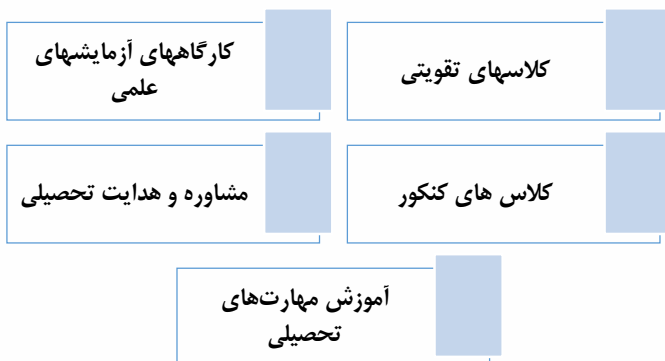 کلاسهای تقویتی
کارگاههای آزمایشهای
علمی
کلاس های کنکور
مشاوره و هدایت تحصیلی
آموزش مهارت‌های
تحصیلی